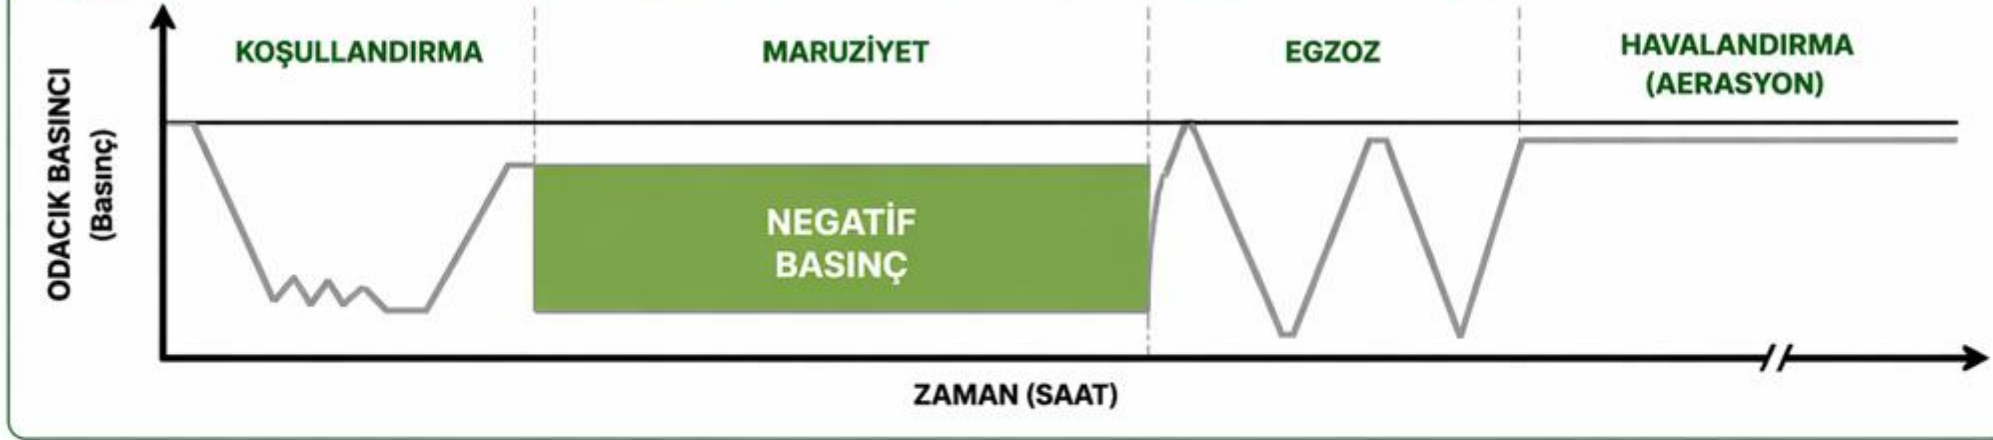 KOŞULLANDIRMA
MARUZİYET
EGZOZ
HAVALANDIRMA
(AERASYON)
ODACIK BASINCI
(Basınç)
NEGATİF
BASINÇ
ZAMAN (SAAT)